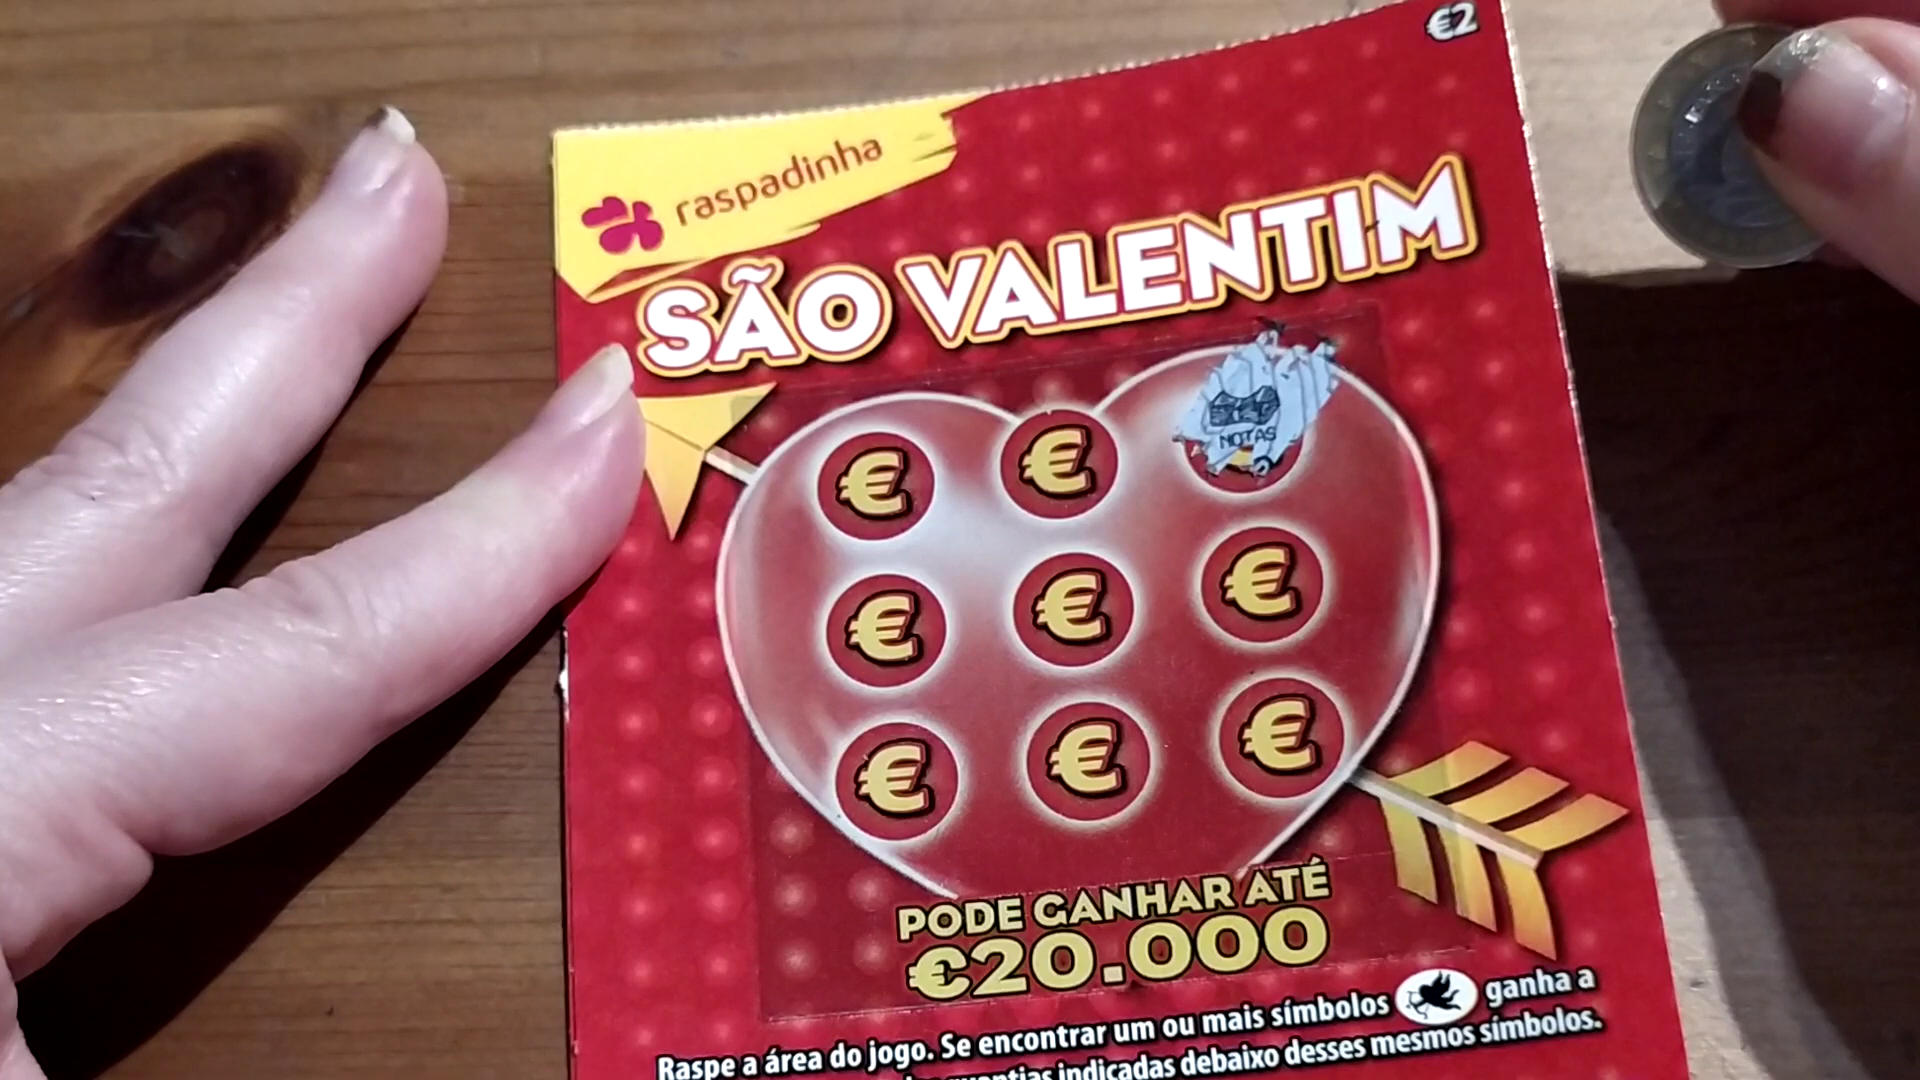 €2
raspadinha
SÃO VALENTIM
NOTAS
€ €
€ € €
€ € €
PODE GANHAR ATÉ
€20.000
Raspe a área do jogo. Se encontrar um ou mais símbolos ganha a
indicadas debaixo desses mesmos símbolos.